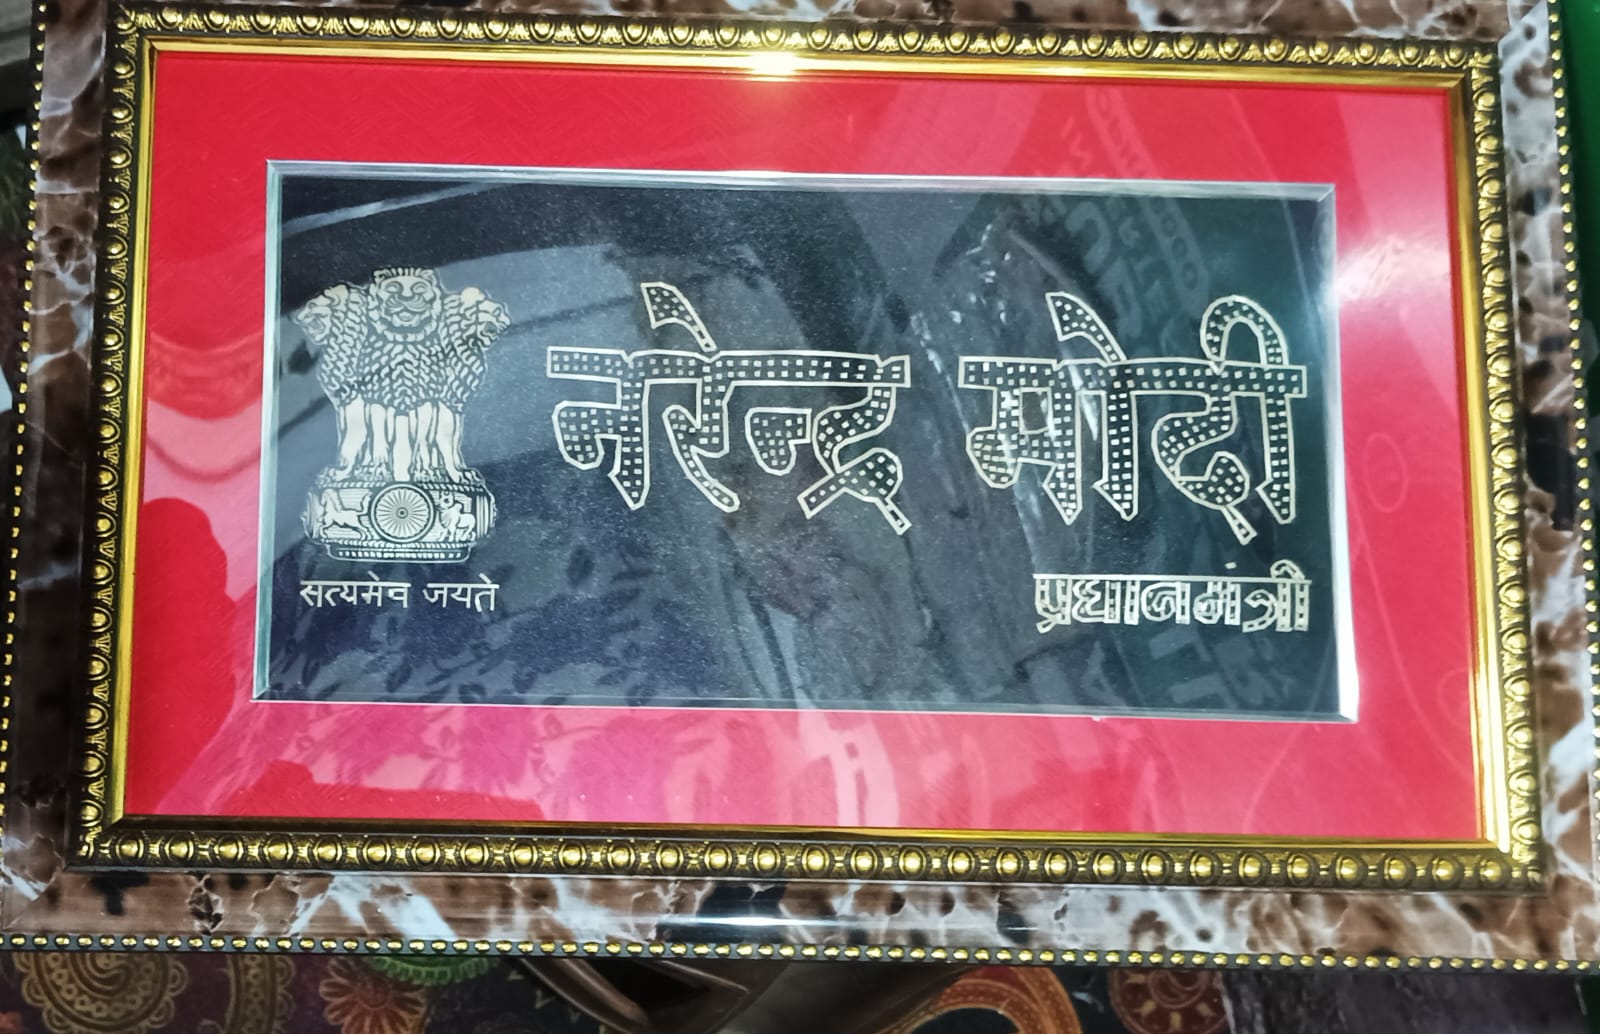 नरेन्द्र मोदी
प्रधानमंत्री
सत्यमेव जयते